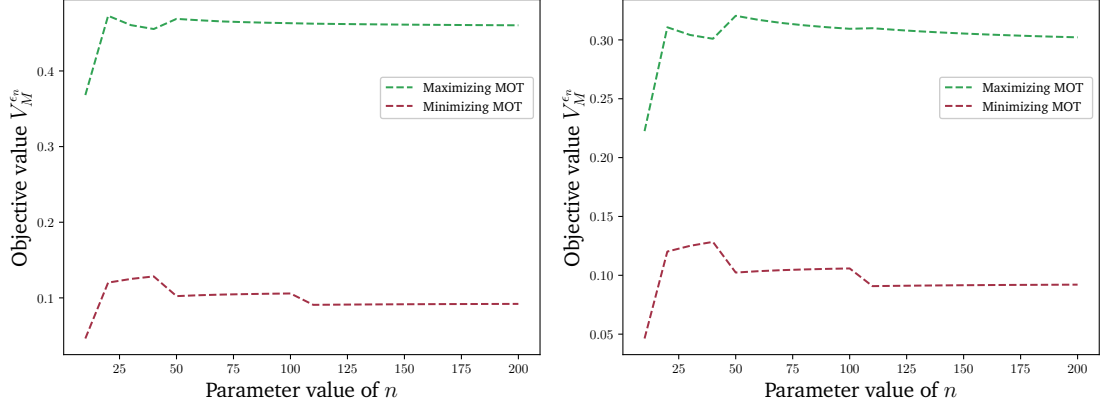 0.4
0.3
0.2
0.1
Objective value $V_M^{\epsilon_n}$
Maximizing MOT
Minimizing MOT
25 50 75 100 125 150 175 200
Parameter value of n
0.30
0.25
0.20
0.15
0.10
0.05
Objective value $V_M^{\epsilon_n}$
Maximizing MOT
Minimizing MOT
25 50 75 100 125 150 175 200
Parameter value of n